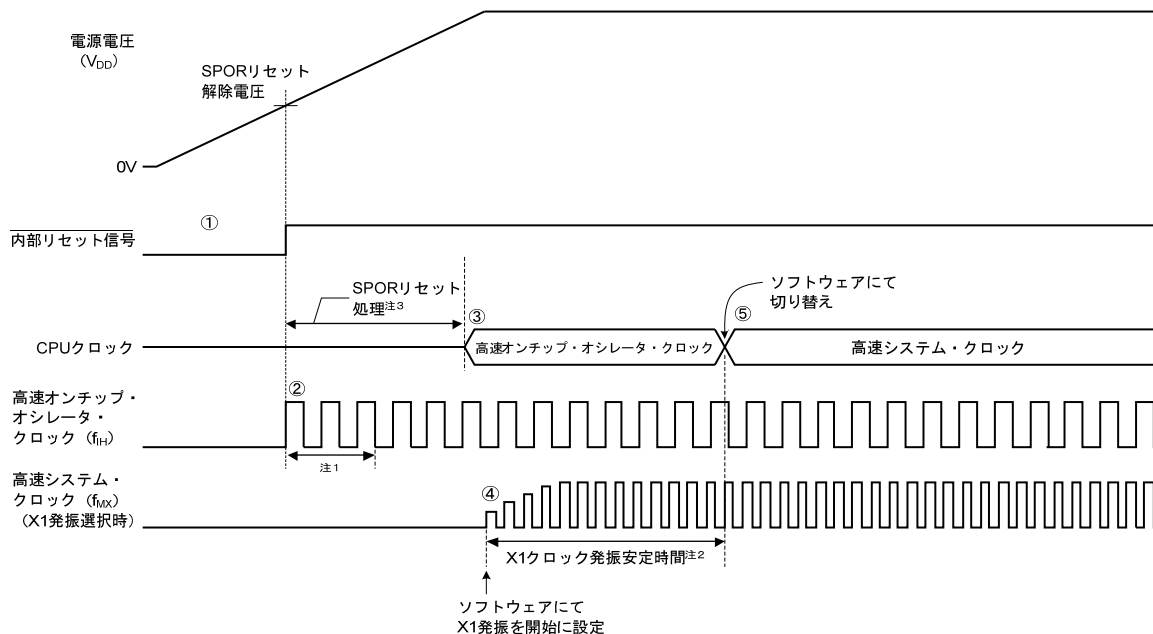 電源電圧
（VDD）
SPORリセット
解除電圧
0V
①
内部リセット信号
SPORリセット
処理注3
ソフトウェアにて
切り替え
③
⑤
CPUクロック
高速オンチップ・オシレータ・クロック
高速システム・クロック
高速オンチップ・
オシレータ・
クロック（fIH）
②
注1
高速システム・
クロック（fMX）
（X1発振選択時）
④
X1クロック発振安定時間注2
ソフトウェアにて
X1発振を開始に設定